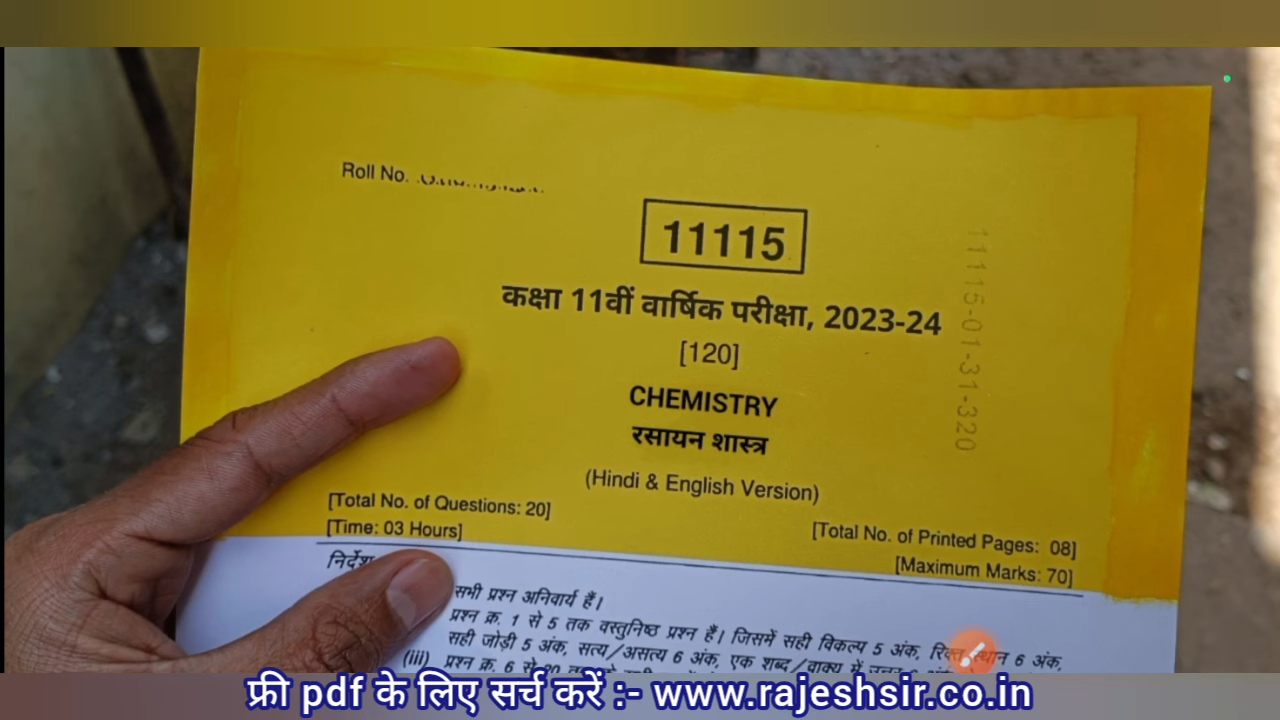 Roll No.
11115
कक्षा 11वीं वार्षिक परीक्षा, 2023-24
[120]
CHEMISTRY
रसायन शास्त्र
(Hindi & English Version)
[Total No. of Questions: 20]
[Total No. of Printed Pages: 08]
[Time: 03 Hours]
[Maximum Marks: 70]
11115-01-31-320
निर्देश
सभी प्रश्न अनिवार्य हैं।
प्रश्न क्र. 1 से 5 तक वस्तुनिष्ठ प्रश्न हैं। जिसमें सही विकल्प 5 अंक, रिक्त स्थान 6 अंक,
सही जोड़ी 5 अंक, सत्य/असत्य 6 अंक, एक शब्द/वाक्य में
(iii) प्रश्न क्र. 6 से 20
फ्री pdf के लिए सर्च करें :- www.rajeshsir.co.in